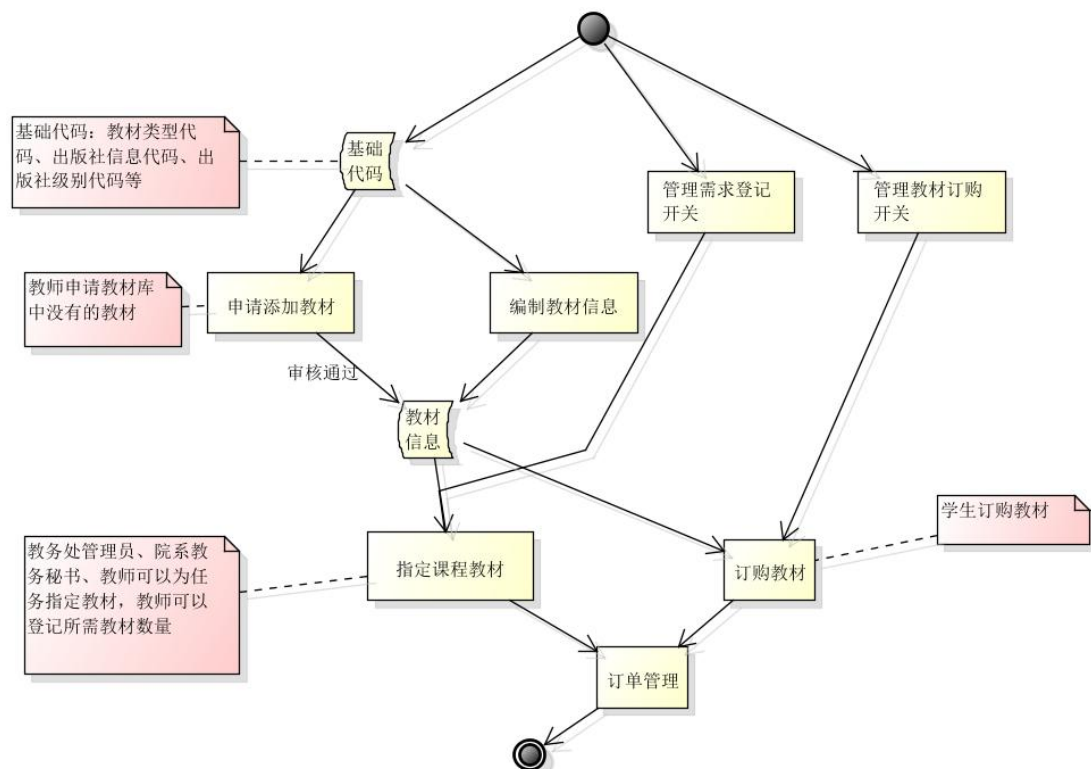 基础代码：教材类型代
码、出版社信息代码、出
版社级别代码等
基础
代码
管理需求登记
开关
管理教材订购
开关
教师申请教材库
中没有的教材
申请添加教材
编制教材信息
审核通过
教材
信息
学生订购教材
教务处管理员、院系教
务秘书、教师可以为任
务指定教材，教师可以
登记所需教材数量
指定课程教材
订购教材
订单管理